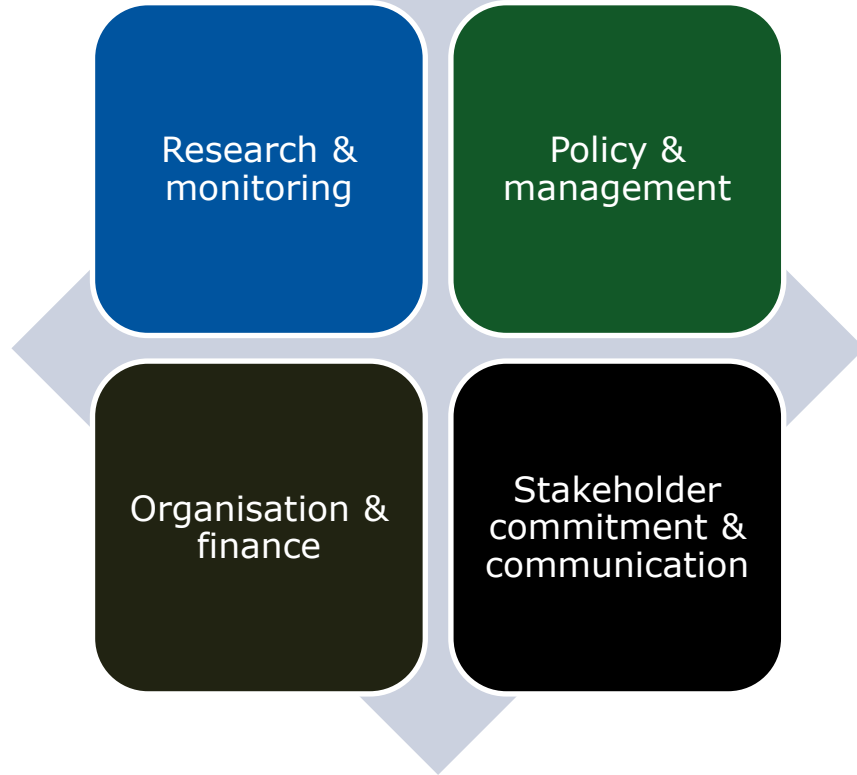 Research &
monitoring
Policy &
management
Organisation &
finance
Stakeholder
commitment &
communication